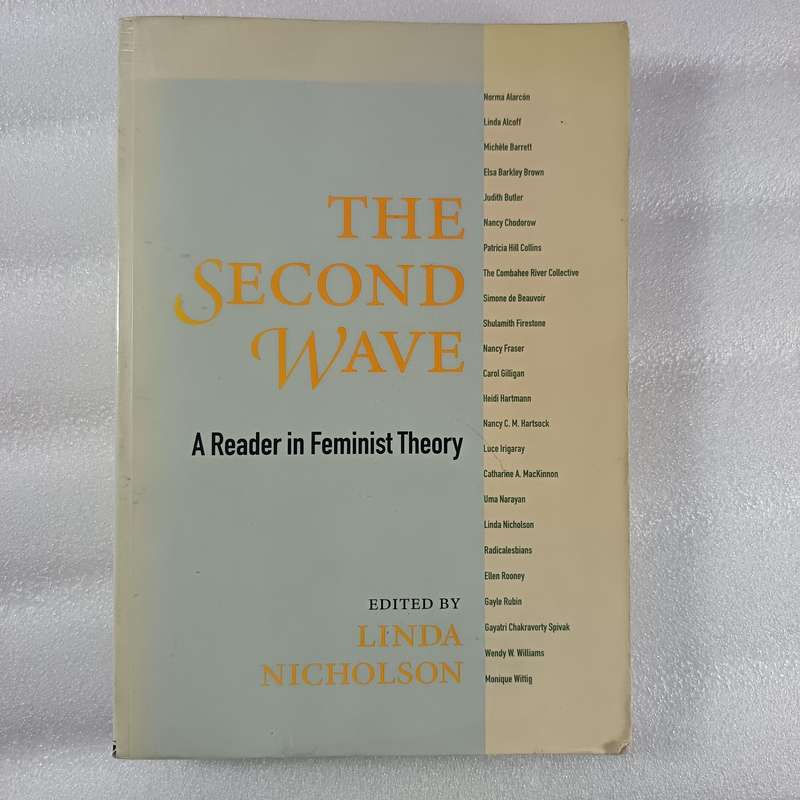 THE
SECOND
WAVE
A Reader in Feminist Theory
EDITED BY
LINDA
NICHOLSON
Norma Alarcón
Linda Alcoff
Michèle Barrett
Elsa Barkley Brown
Judith Butler
Nancy Chodorow
Patricia Hill Collins
The Combahee River Collective
Simone de Beauvoir
Shulamith Firestone
Nancy Fraser
Carol Gilligan
Heidi Hartmann
Nancy C. M. Hartsock
Luce Irigaray
Catharine A. MacKinnon
Uma Narayan
Linda Nicholson
Radicalesbians
Ellen Rooney
Gayle Rubin
Gayatri Chakraverty Spivak
Wendy W. Williams
Monique Wittig